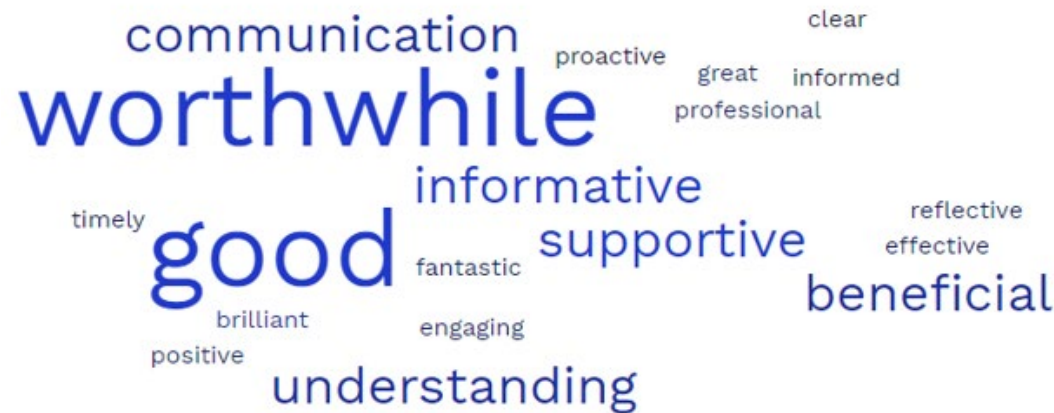 clear
communication
proactive
great
informed
worthwhile
professional
informative
timely
reflective
good
supportive
effective
fantastic
beneficial
brilliant
engaging
positive
understanding